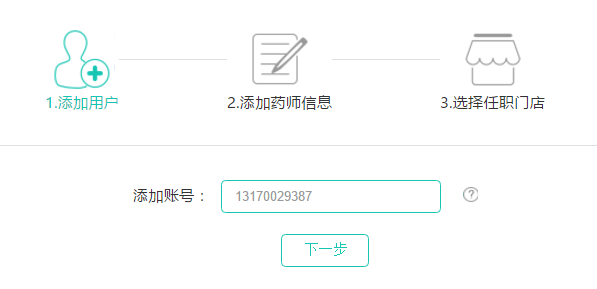 1.添加用户
2.添加药师信息
3.选择任职门店
添加账号：
13170029387
?
下一步